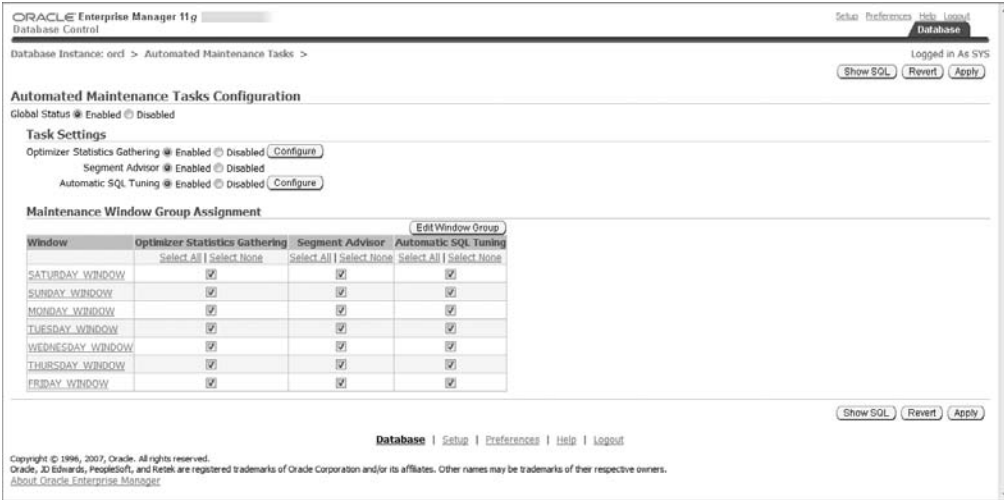 ORACLE Enterprise Manager 11g
Database Control
Setup Preferences Help Logout
Database
Database Instance: orcl > Automated Maintenance Tasks >
Logged in As SYS
Show SQL Revert Apply
Automated Maintenance Tasks Configuration
Global Status Enabled Disabled
Task Settings
Optimizer Statistics Gathering Enabled Disabled Configure
Segment Advisor Enabled Disabled
Automatic SQL Tuning Enabled Disabled Configure
Maintenance Window Group Assignment
Edit Window Group
Window Optimizer Statistics Gathering Segment Advisor Automatic SQL Tuning
Select All | Select None Select All | Select None Select All | Select None
SATURDAY_WINDOW
SUNDAY_WINDOW
MONDAY_WINDOW
TUESDAY_WINDOW
WEDNESDAY_WINDOW
THURSDAY_WINDOW
FRIDAY_WINDOW
Show SQL Revert Apply
Database | Setup | Preferences | Help | Logout
Copyright © 1996, 2007, Oracle. All rights reserved.
Oracle, JD Edwards, PeopleSoft, and Retek are registered trademarks of Oracle Corporation and/or its affiliates. Other names may be trademarks of their respective owners.
About Oracle Enterprise Manager